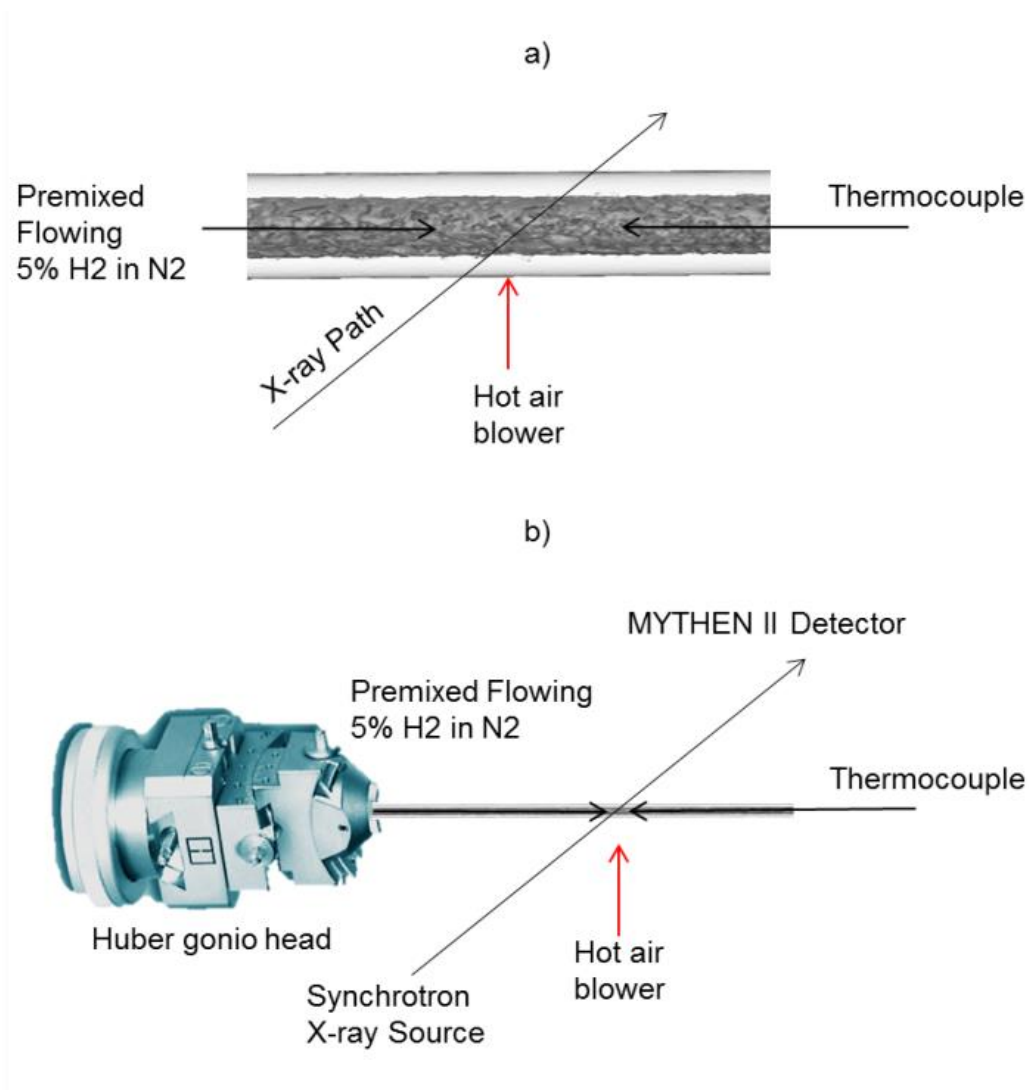 a)
Premixed
Flowing
5% H2 in N2
Thermocouple
X-ray Path
Hot air
blower
b)
MYTHEN II Detector
Premixed Flowing
5% H2 in N2
Thermocouple
Huber gonio head
Hot air
blower
Synchrotron
X-ray Source